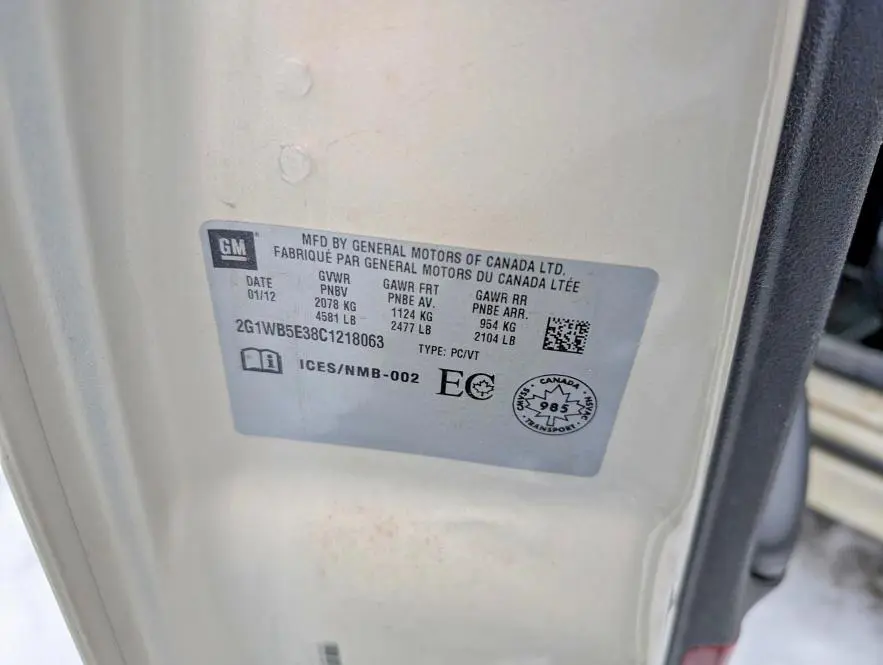 GM
MFD BY GENERAL MOTORS OF CANADA LTD.
FABRIQUÉ PAR GENERAL MOTORS DU CANADA LTÉE
DATE GVWR GAWR FRT GAWR RR
01/12 PNBV PNBE AV. PNBE ARR.
2078 KG 1124 KG 954 KG
4581 LB 2477 LB 2104 LB
2G1WB5E38C1218063 TYPE: PC/VT
i ICES/NMB-002 EC
CANADA
CMVSS 985 NSVAC
TRANSPORT